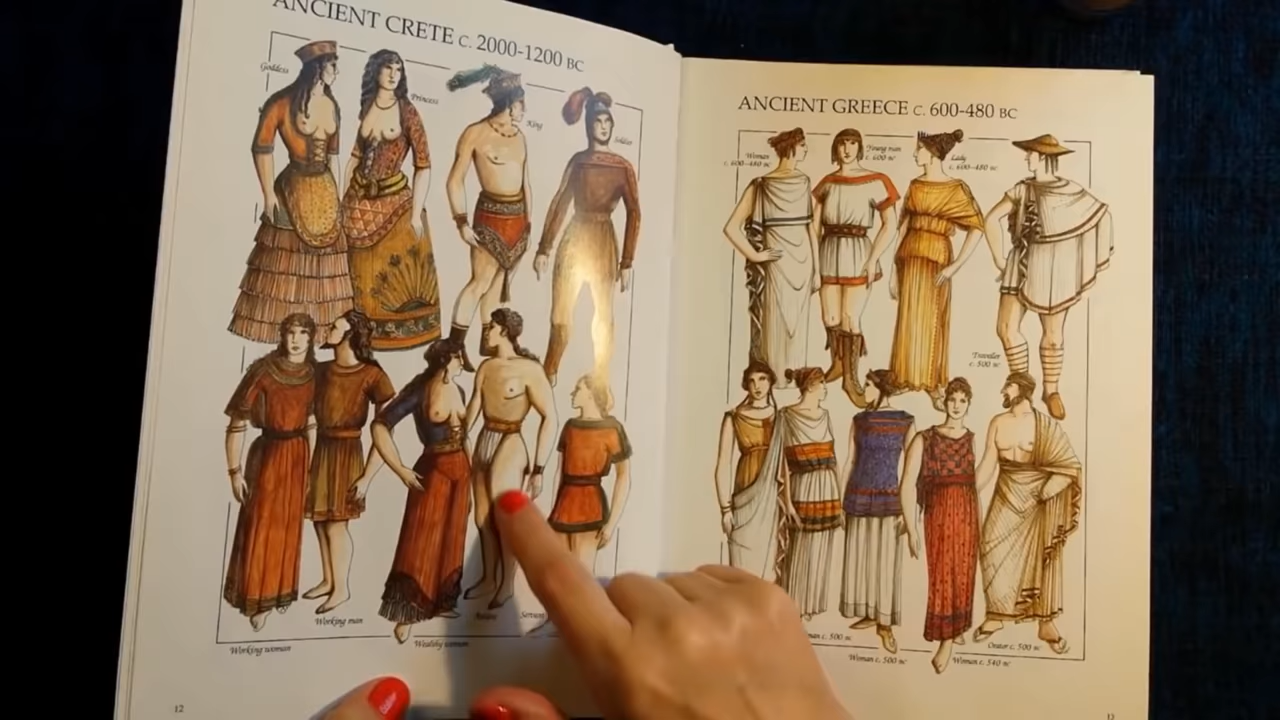 ANCIENT CRETE C. 2000-1200 BC
Goddess
Princess
King
Soldier
Working woman
Working man
Wealthy woman
Servant
12
ANCIENT GREECE C. 600-480 BC
Woman
c. 600-480 BC
Young man
c. 600 BC
Lady
c. 600-480 BC
Traveller
c. 500 BC
c. 500 BC
Woman c. 500 BC
Woman c. 540 BC
Orator c. 500 BC